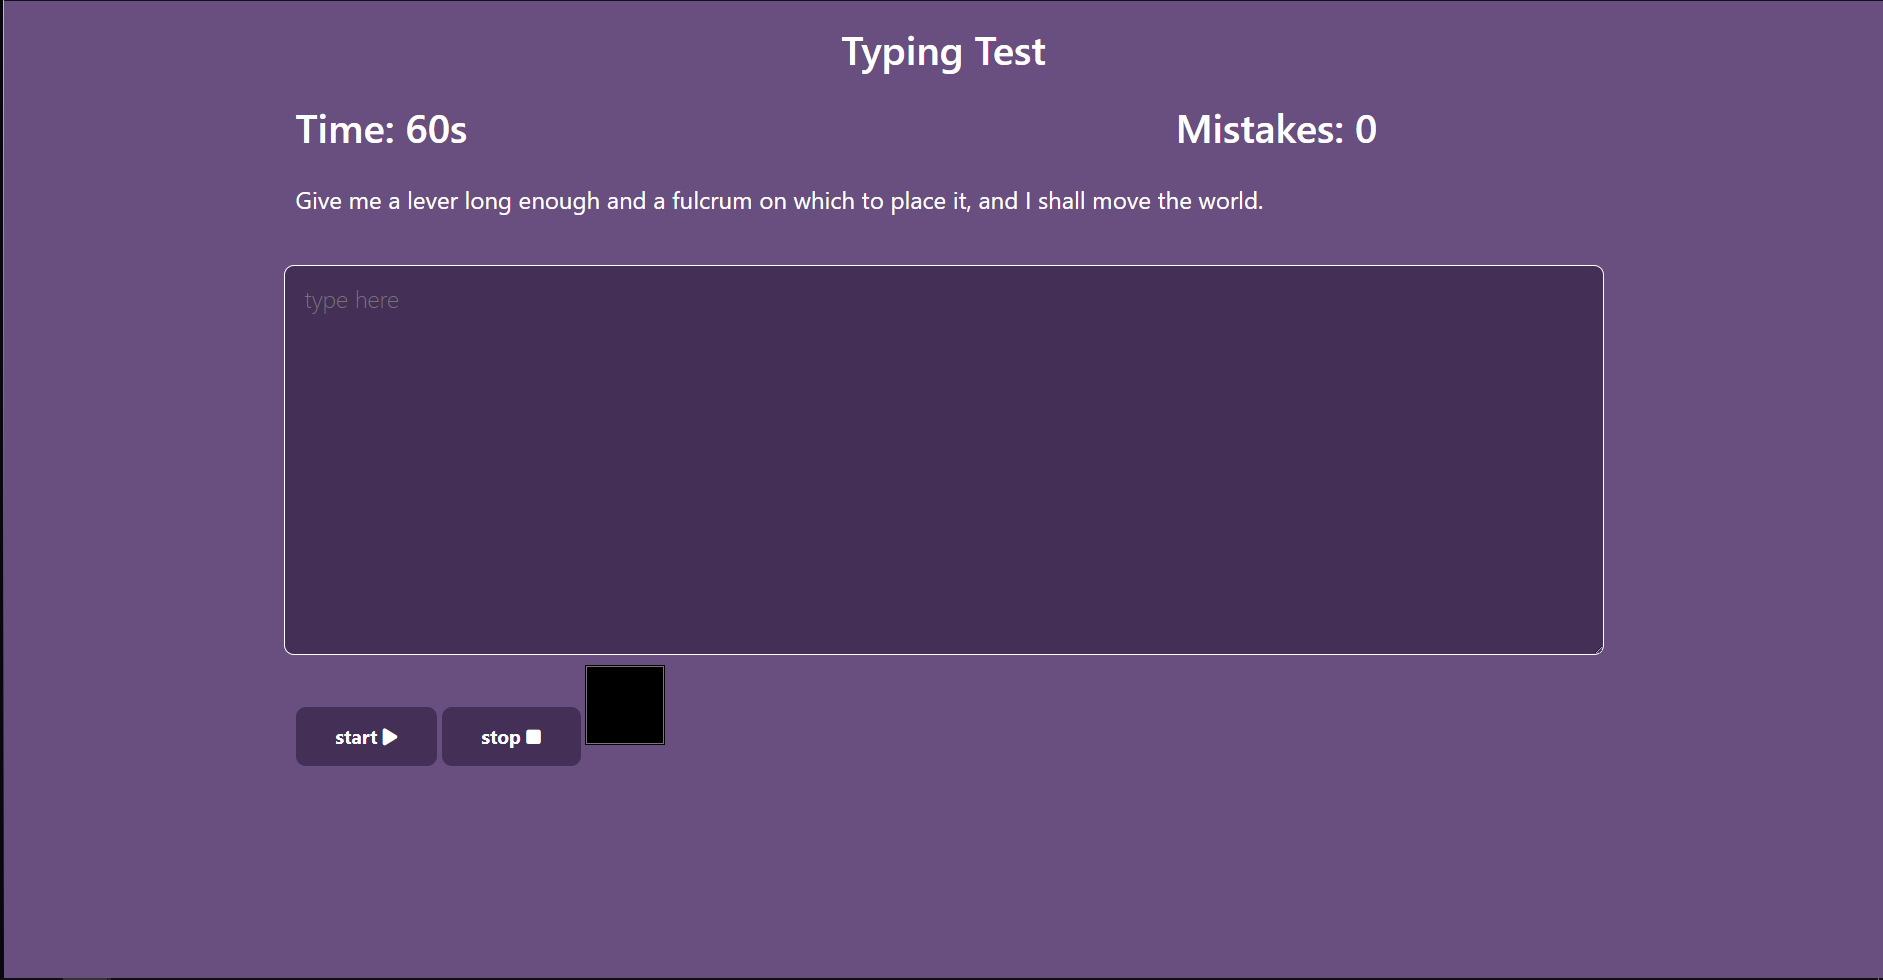 Typing Test
Time: 60s
Mistakes: 0
Give me a lever long enough and a fulcrum on which to place it, and I shall move the world.
type here
start
stop